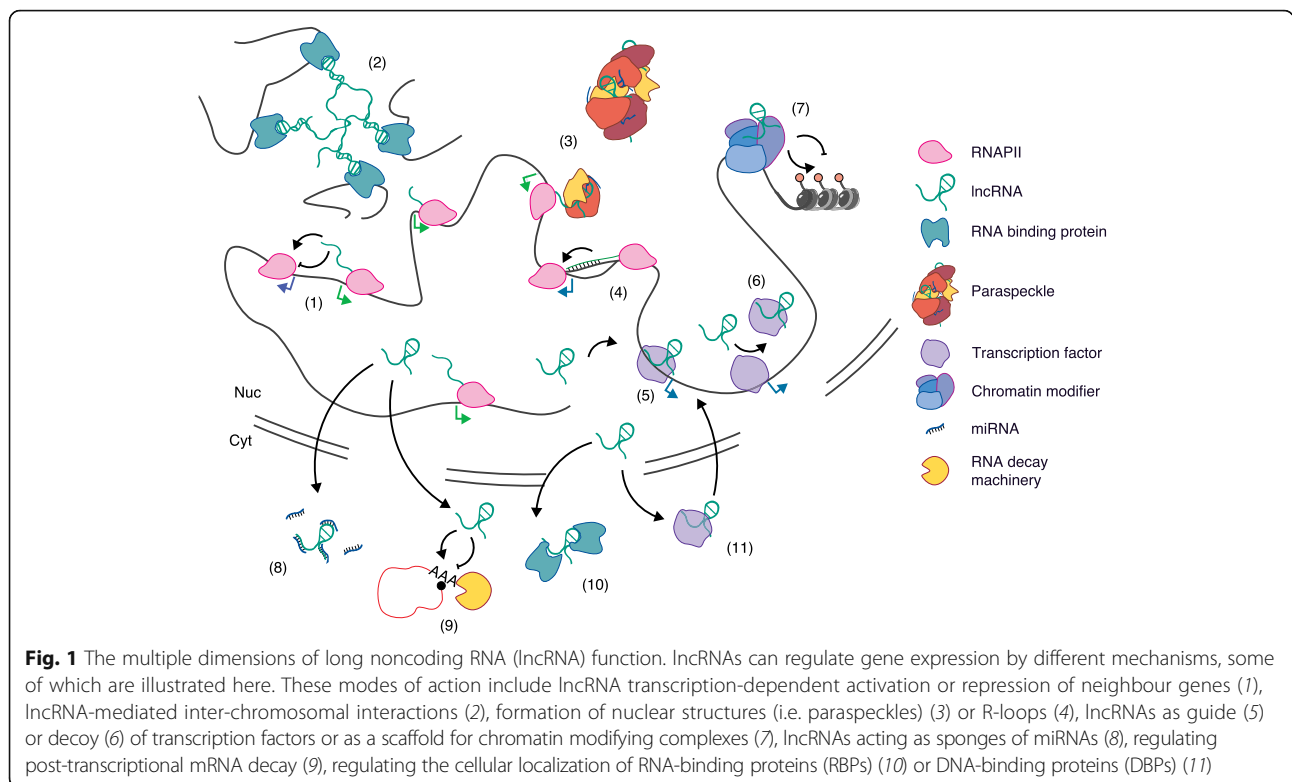 (2)
(3)
(7)
RNAPII
lncRNA
RNA binding protein
(1)
(4)
(6)
Paraspeckle
Transcription factor
(5)
Nuc
Chromatin modifier
Cyt
miRNA
RNA decay
machinery
(8)
AAA
(9)
(10)
(11)
Fig. 1 The multiple dimensions of long noncoding RNA (lncRNA) function. lncRNAs can regulate gene expression by different mechanisms, some
of which are illustrated here. These modes of action include lncRNA transcription-dependent activation or repression of neighbour genes (1),
lncRNA-mediated inter-chromosomal interactions (2), formation of nuclear structures (i.e. paraspeckles) (3) or R-loops (4), lncRNAs as guide (5)
or decoy (6) of transcription factors or as a scaffold for chromatin modifying complexes (7), lncRNAs acting as sponges of miRNAs (8), regulating
post-transcriptional mRNA decay (9), regulating the cellular localization of RNA-binding proteins (RBPs) (10) or DNA-binding proteins (DBPs) (11)